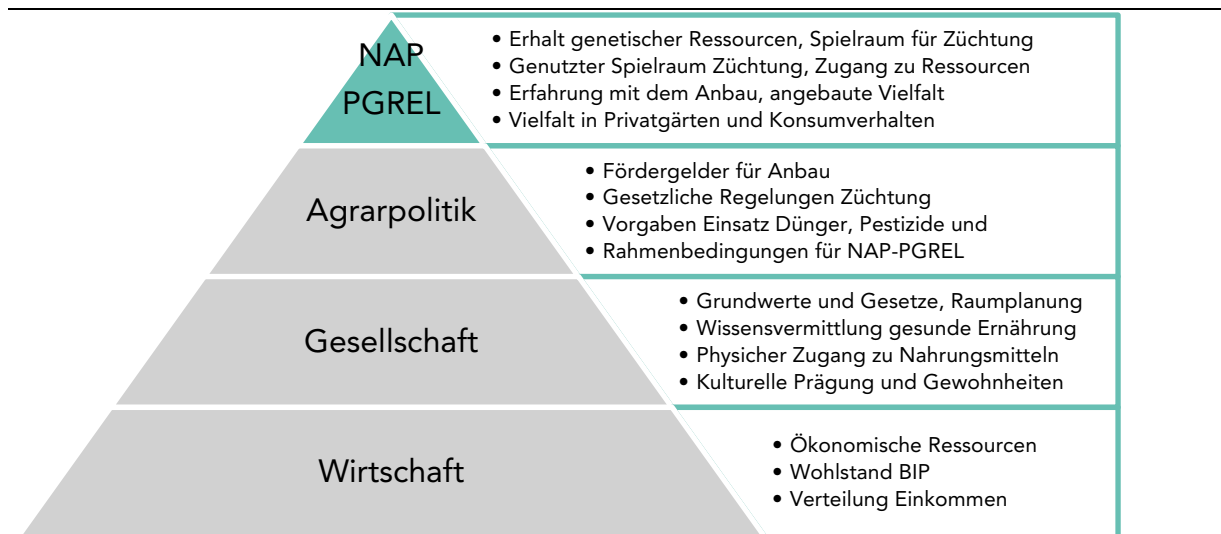 NAP
PGREL
• Erhalt genetischer Ressourcen, Spielraum für Züchtung
• Genutzter Spielraum Züchtung, Zugang zu Ressourcen
• Erfahrung mit dem Anbau, angebaute Vielfalt
• Vielfalt in Privatgärten und Konsumverhalten
Agrarpolitik
• Fördergelder für Anbau
• Gesetzliche Regelungen Züchtung
• Vorgaben Einsatz Dünger, Pestizide und
• Rahmenbedingungen für NAP-PGREL
Gesellschaft
• Grundwerte und Gesetze, Raumplanung
• Wissensvermittlung gesunde Ernährung
• Physicher Zugang zu Nahrungsmitteln
• Kulturelle Prägung und Gewohnheiten
Wirtschaft
• Ökonomische Ressourcen
• Wohlstand BIP
• Verteilung Einkommen